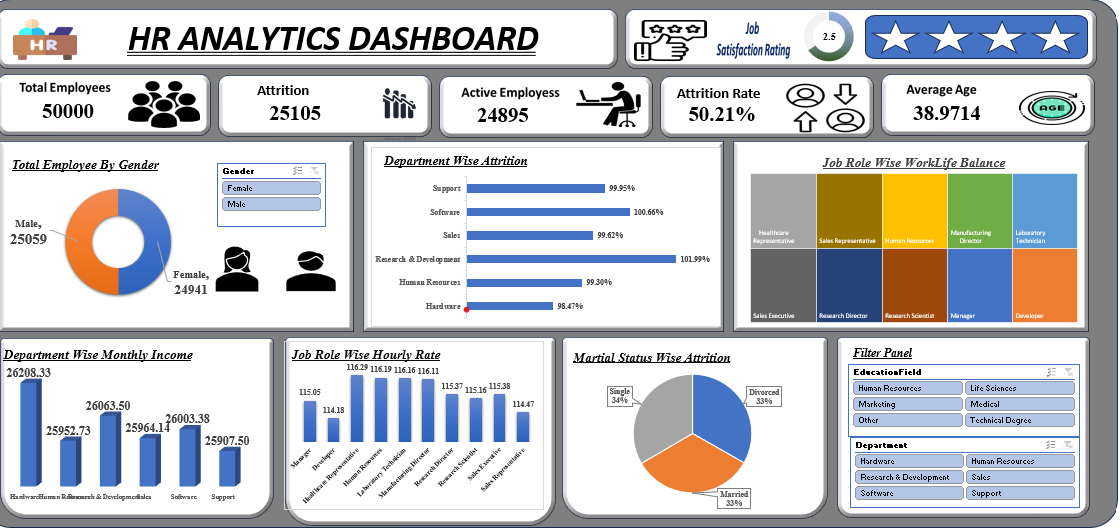 HR
HR ANALYTICS DASHBOARD
Job
Satisfaction Rating
2.5
Total Employees
50000
Attrition
25105
Active Employess
24895
Attrition Rate
50.21%
Average Age
38.9714
AGE
Total Employee By Gender
Gender
Female
Male
Male,
25059
Female,
24941
Department Wise Attrition
Support 99.95%
Software 100.66%
Sales 99.62%
Research & Development 101.99%
Human Resources 99.30%
Hardware 98.47%
Job Role Wise WorkLife Balance
Healthcare
Representative
Sales Representative
Human Resources
Manufacturing
Director
Laboratory
Technician
Sales Executive
Research Director
Research Scientist
Manager
Developer
Department Wise Monthly Income
26208.33
25952.73
26063.50
25964.14
26003.38
25907.50
Hardware Human Resources Research & Development Sales Software Support
Job Role Wise Hourly Rate
115.05
114.18
116.29
116.19
116.16
116.11
115.37
115.16
115.38
114.47
Manager
Developer
Healthcare Representative
Human Resources
Laboratory Technician
Manufacturing Director
Research Director
Research Scientist
Sales Executive
Sales Representative
Martial Status Wise Attrition
Single
34%
Divorced
33%
Married
33%
Filter Panel
EducationField
Human Resources Life Sciences
Marketing Medical
Other Technical Degree
Department
Hardware Human Resources
Research & Development Sales
Software Support